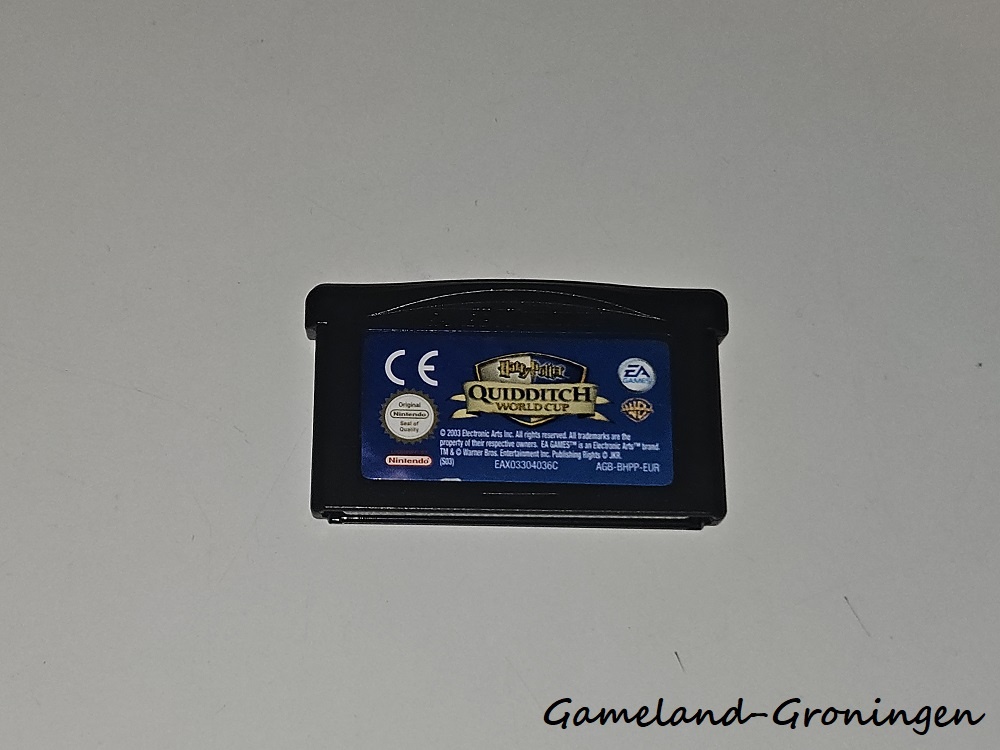 CE
Harry Potter
QUIDDITCH
WORLD CUP
EA
GAMES
WB
Original
Nintendo
Seal of
Quality
© 2003 Electronic Arts Inc. All rights reserved. All trademarks are the
property of their respective owners. EA GAMES™ is an Electronic Arts™ brand.
TM & © Warner Bros. Entertainment Inc. Publishing Rights © JKR.
(S03)
Nintendo
EAX03304036C
AGB-BHPP-EUR
Gameland-Groningen